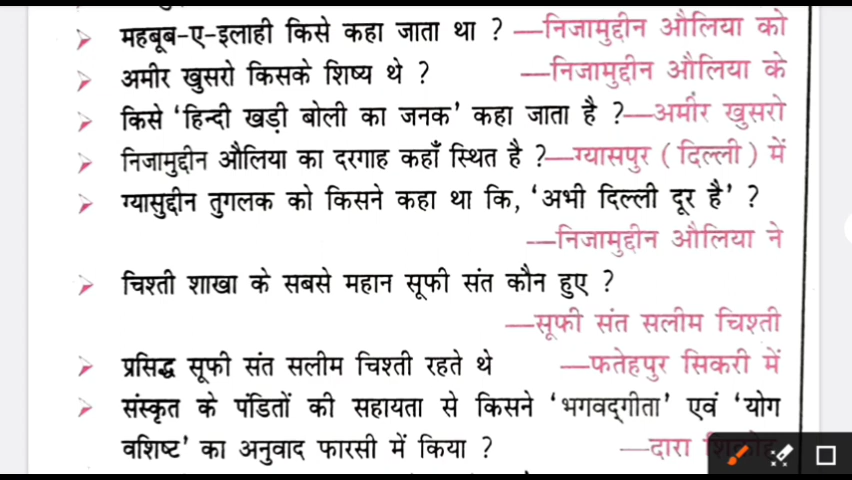 महबूब-ए-इलाही किसे कहा जाता था ? —निजामुद्दीन औलिया को
अमीर खुसरो किसके शिष्य थे ? —निजामुद्दीन औलिया के
किसे ‘हिन्दी खड़ी बोली का जनक’ कहा जाता है ?—अमीर खुसरो
निजामुद्दीन औलिया का दरगाह कहाँ स्थित है ?—ग्यासपुर ( दिल्ली ) में
ग्यासुद्दीन तुगलक को किसने कहा था कि, ‘अभी दिल्ली दूर है’ ?
—निजामुद्दीन औलिया ने
चिश्ती शाखा के सबसे महान सूफी संत कौन हुए ?
—सूफी संत सलीम चिश्ती
प्रसिद्ध सूफी संत सलीम चिश्ती रहते थे —फतेहपुर सिकरी में
संस्कृत के पंडितों की सहायता से किसने ‘भगवद्गीता’ एवं ‘योग
वशिष्ट’ का अनुवाद फारसी में किया ? —दारा शिकोह